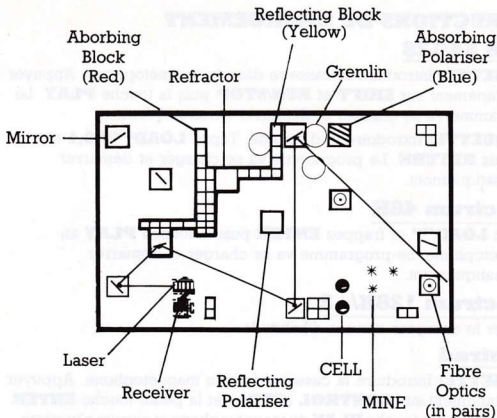 Reflecting Block
(Yellow)
Aborbing
Block
(Red)
Refractor
Gremlin
Absorbing
Polariser
(Blue)
Mirror
Laser
Receiver
Reflecting
Polariser
CELL
MINE
Fibre
Optics
(in pairs)